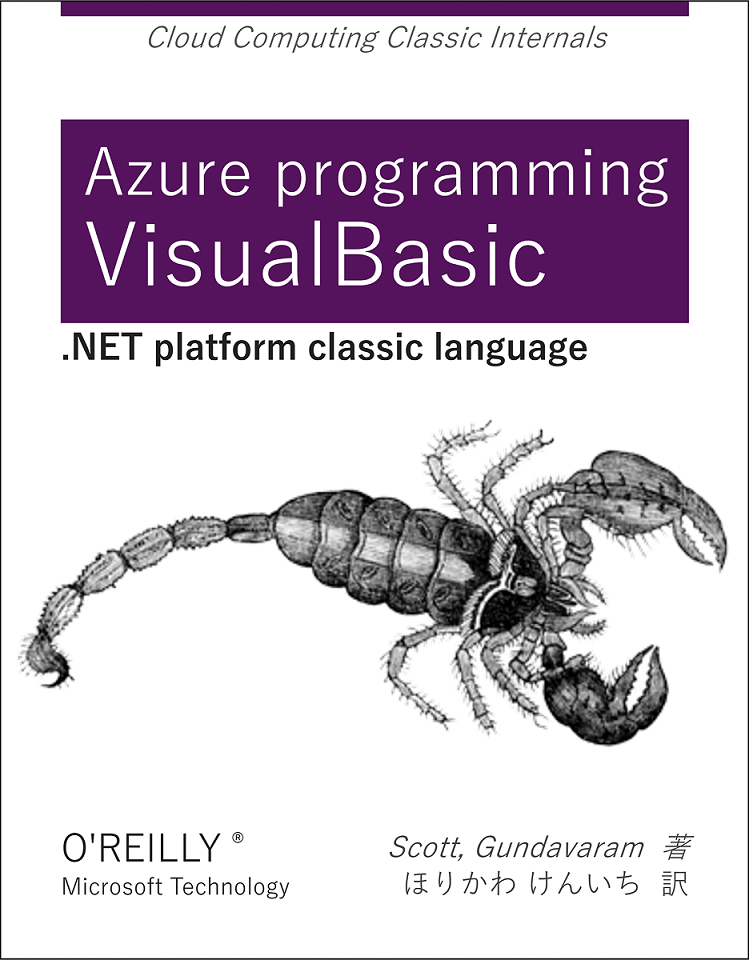 Cloud Computing Classic Internals
Azure programming
VisualBasic
.NET platform classic language
O'REILLY ®
Microsoft Technology
Scott, Gundavaram 著
ほりかわ けんいち 訳